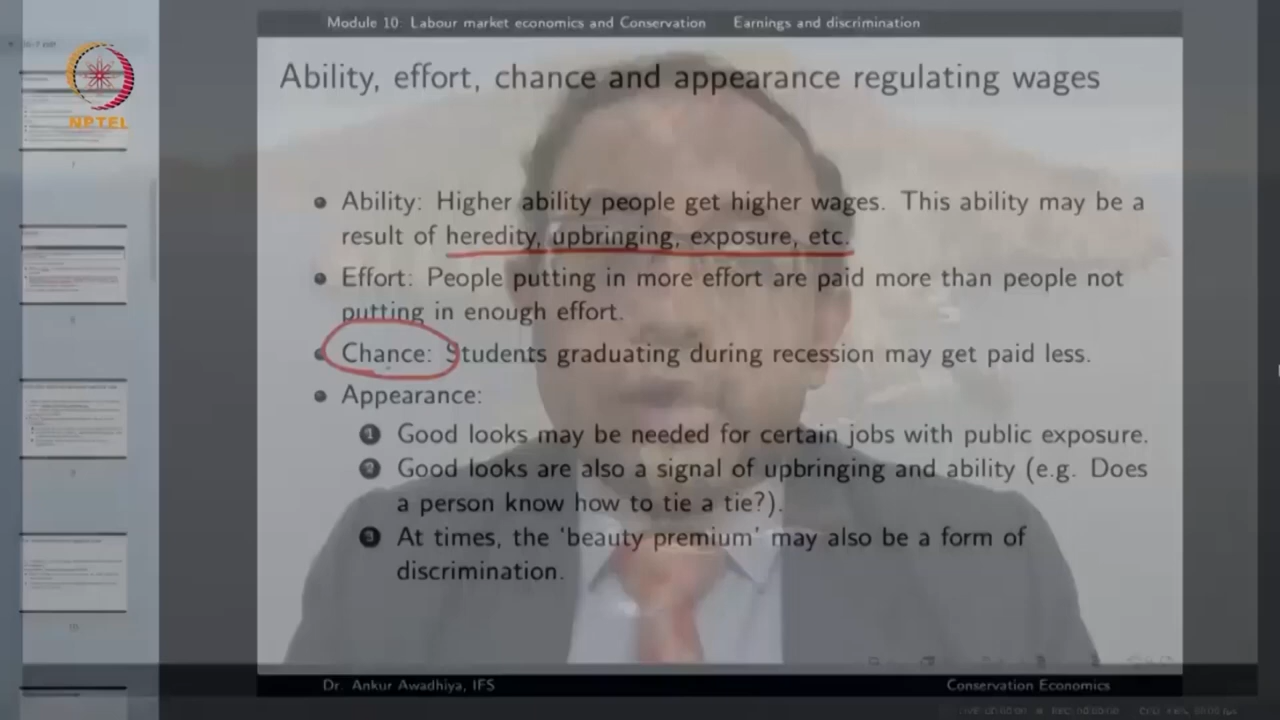 Module 10: Labour market economics and Conservation Earnings and discrimination
NPTEL
Ability, effort, chance and appearance regulating wages
Ability: Higher ability people get higher wages. This ability may be a
result of heredity, upbringing, exposure, etc.
Effort: People putting in more effort are paid more than people not
putting in enough effort.
Chance: Students graduating during recession may get paid less.
Appearance:
1 Good looks may be needed for certain jobs with public exposure.
2 Good looks are also a signal of upbringing and ability (e.g. Does
a person know how to tie a tie?).
3 At times, the 'beauty premium' may also be a form of
discrimination.
Dr. Ankur Awadhiya, IFS Conservation Economics